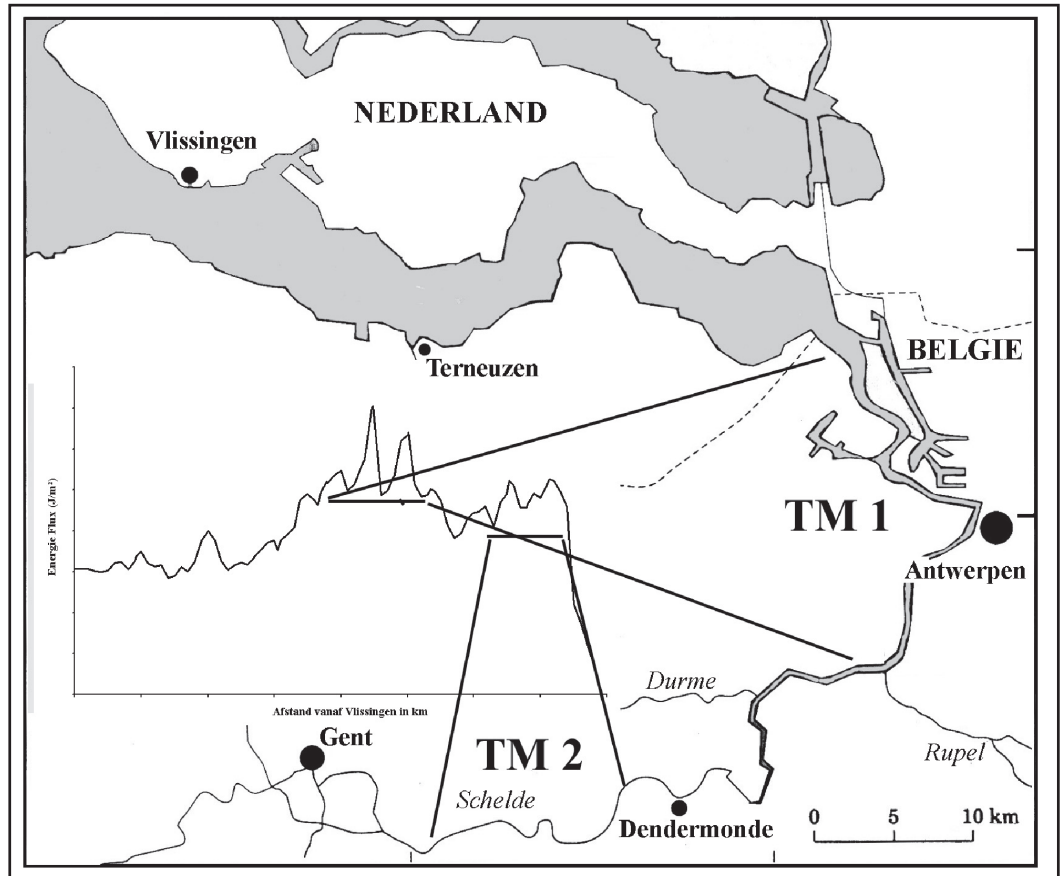 NEDERLAND
Vlissingen
BELGIE
Terneuzen
Energie Flux (J/m²)
TM 1
Antwerpen
Durme
Afstand vanaf Vlissingen in km
Gent
TM 2
Rupel
Schelde
Dendermonde
0 5 10 km